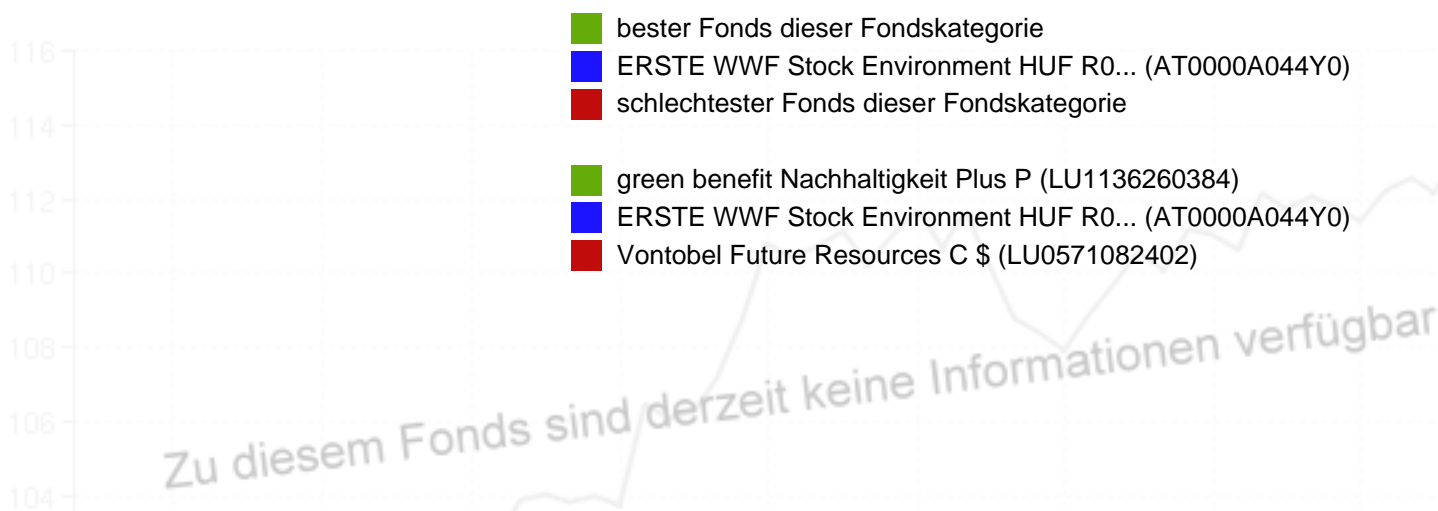 bester Fonds dieser Fondskategorie
ERSTE WWF Stock Environment HUF R0... (AT0000A044Y0)
schlechtester Fonds dieser Fondskategorie
green benefit Nachhaltigkeit Plus P (LU1136260384)
ERSTE WWF Stock Environment HUF R0... (AT0000A044Y0)
Vontobel Future Resources C $ (LU0571082402)
116
114
112
110
108
106
104
Zu diesem Fonds sind derzeit keine Informationen verfügbar